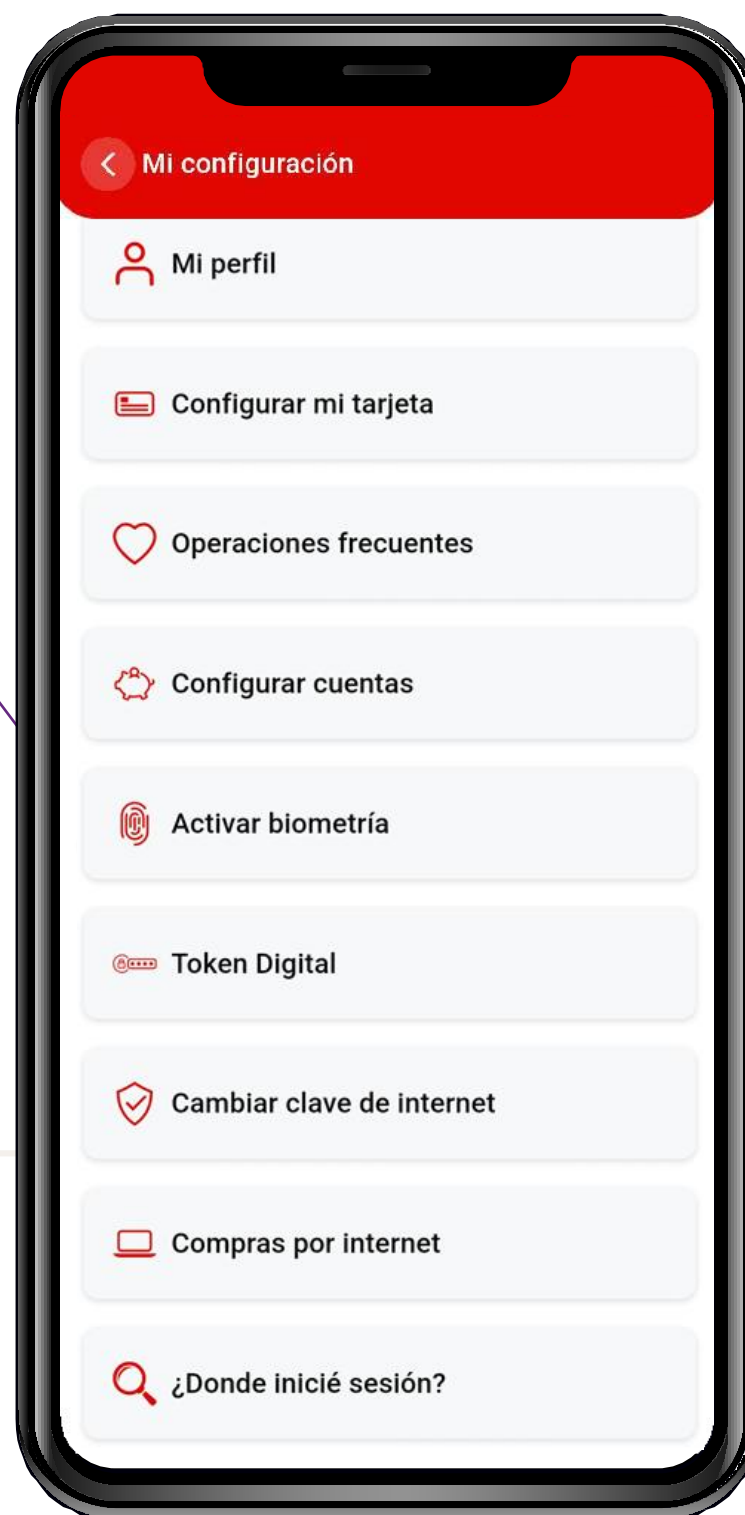 Mi configuración
Mi perfil
Configurar mi tarjeta
Operaciones frecuentes
Configurar cuentas
Activar biometría
Token Digital
Cambiar clave de internet
Compras por internet
¿Donde inicié sesión?